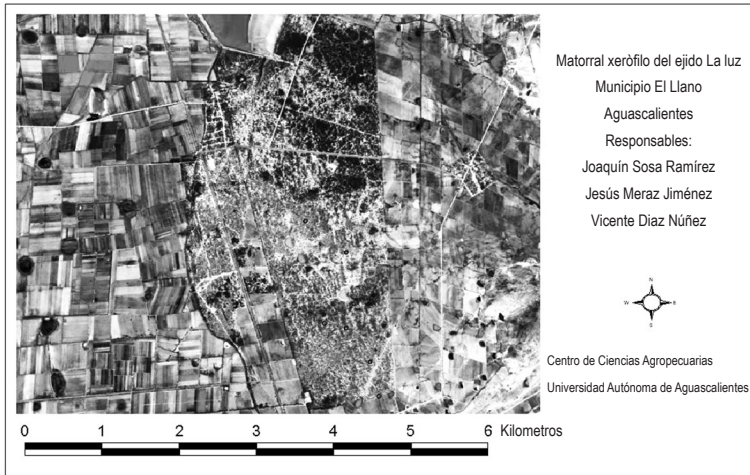 Matorral xeròfilo del ejido La luz
Municipio El Llano
Aguascalientes
Responsables:
Joaquín Sosa Ramírez
Jesús Meraz Jiménez
Vicente Diaz Núñez
N
W E
S
Centro de Ciencias Agropecuarias
Universidad Autónoma de Aguascalientes
0 1 2 3 4 5 6 Kilometros